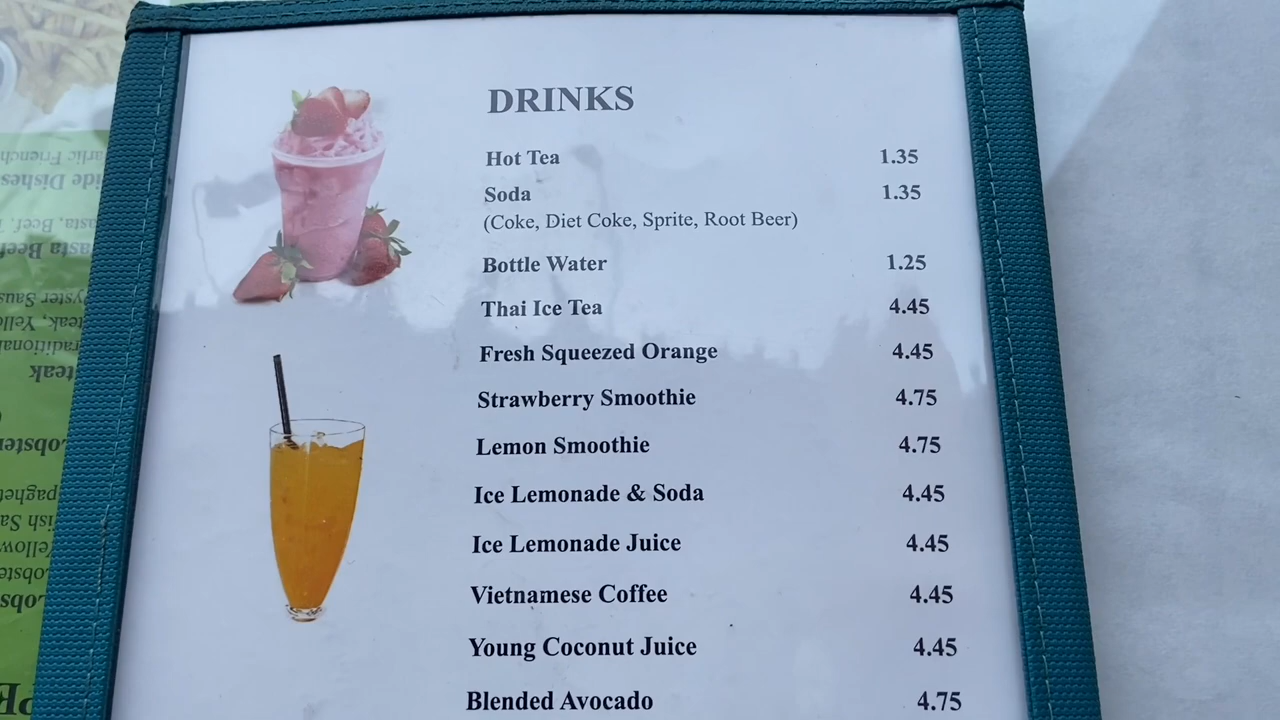 DRINKS
Hot Tea 1.35
Soda 1.35
(Coke, Diet Coke, Sprite, Root Beer)
Bottle Water 1.25
Thai Ice Tea 4.45
Fresh Squeezed Orange 4.45
Strawberry Smoothie 4.75
Lemon Smoothie 4.75
Ice Lemonade & Soda 4.45
Ice Lemonade Juice 4.45
Vietnamese Coffee 4.45
Young Coconut Juice 4.45
Blended Avocado 4.75